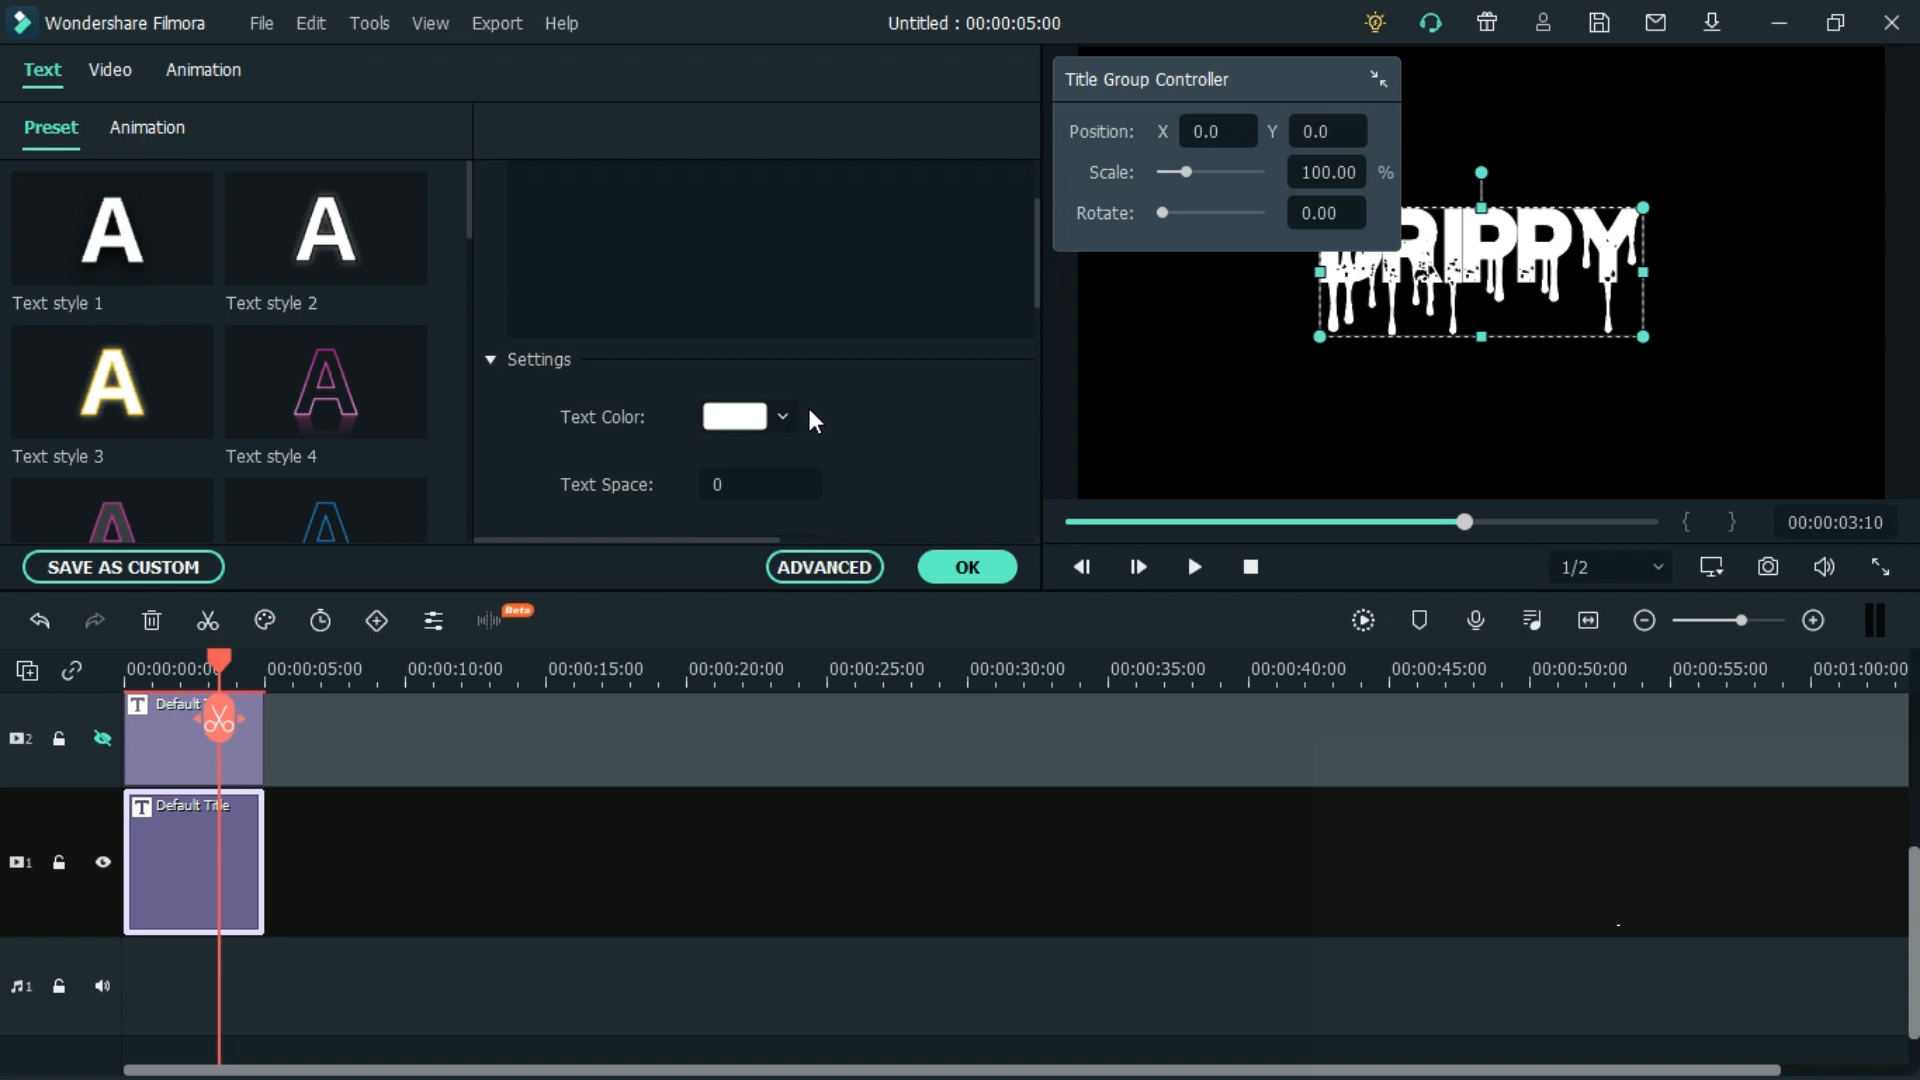 Wondershare Filmora File Edit Tools View Export Help Untitled : 00:00:05:00
Text Video Animation
Preset Animation
A A
Text style 1 Text style 2
A A
Text style 3 Text style 4
A A
Settings
Text Color:
Text Space: 0
SAVE AS CUSTOM ADVANCED OK
Title Group Controller
Position: X 0.0 Y 0.0
Scale: 100.00 %
Rotate: 0.00
DRIPPY
{ } 00:00:03:10
1/2
Beta
00:00:05:00 00:00:10:00 00:00:15:00 00:00:20:00 00:00:25:00 00:00:30:00 00:00:35:00 00:00:40:00 00:00:45:00 00:00:50:00 00:00:55:00 00:01:00:00
T Default
2
T Default Title
1
1